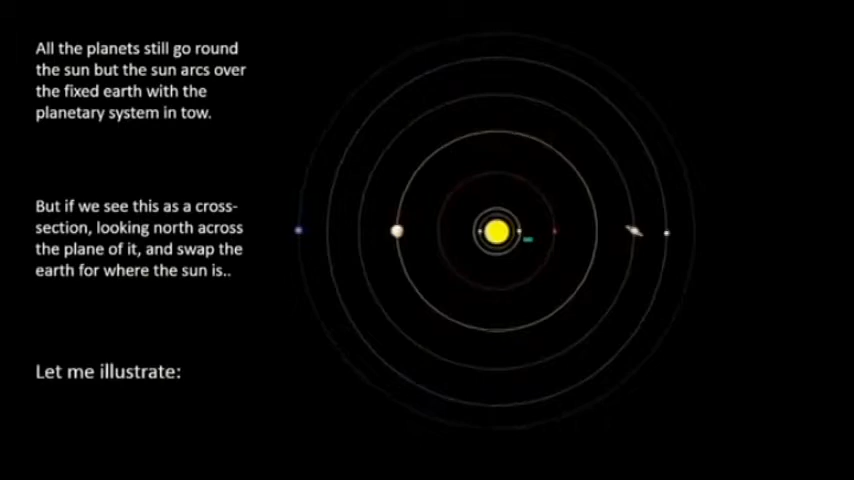 All the planets still go round
the sun but the sun arcs over
the fixed earth with the
planetary system in tow.
But if we see this as a cross-
section, looking north across
the plane of it, and swap the
earth for where the sun is..
Let me illustrate: